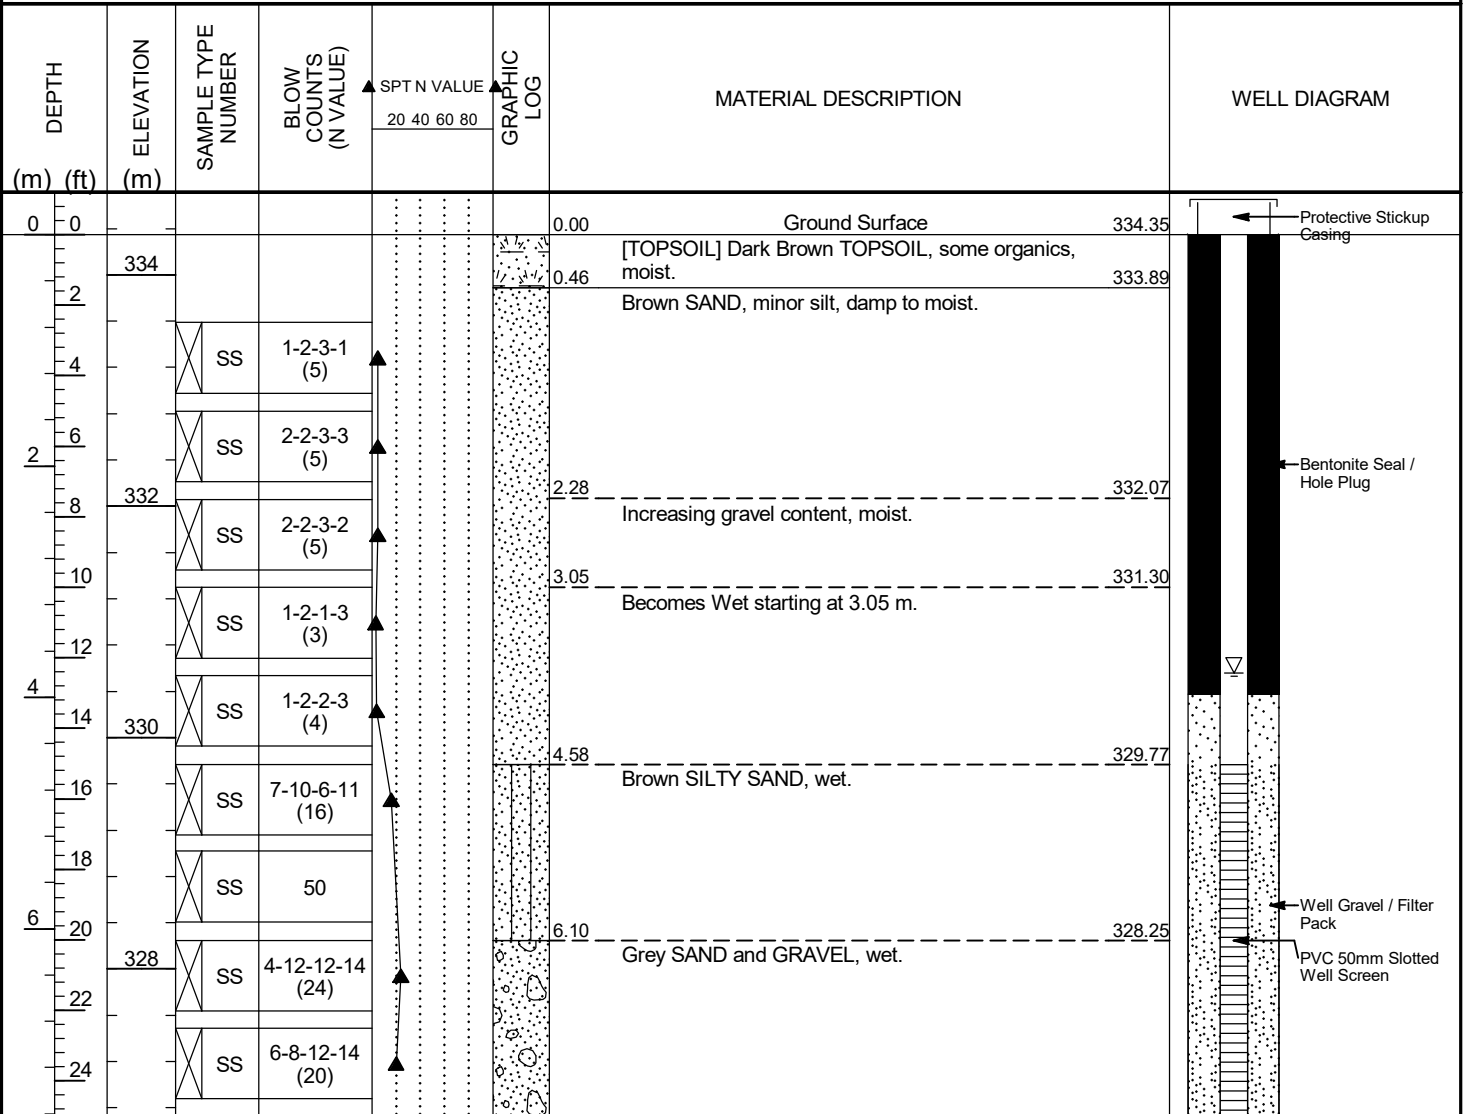 DEPTH
(m) (ft)
ELEVATION
(m)
SAMPLE TYPE
NUMBER
BLOW
COUNTS
(N VALUE)
SPT N VALUE
20 40 60 80
GRAPHIC
LOG
MATERIAL DESCRIPTION
WELL DIAGRAM
0 0
0.00 Ground Surface 334.35
Protective Stickup
Casing
[TOPSOIL] Dark Brown TOPSOIL, some organics,
moist.
334
0.46 333.89
2
Brown SAND, minor silt, damp to moist.
SS
1-2-3-1
(5)
4
SS
2-2-3-3
(5)
6
2
Bentonite Seal /
Hole Plug
2.28 332.07
332
8
Increasing gravel content, moist.
SS
2-2-3-2
(5)
10
3.05 331.30
Becomes Wet starting at 3.05 m.
SS
1-2-1-3
(3)
12
4
SS
1-2-2-3
(4)
14
330
4.58 329.77
Brown SILTY SAND, wet.
SS
7-10-6-11
(16)
16
18
SS
50
6
20
Well Gravel / Filter
Pack
6.10 328.25
Grey SAND and GRAVEL, wet.
328
SS
4-12-12-14
(24)
PVC 50mm Slotted
Well Screen
22
SS
6-8-12-14
(20)
24